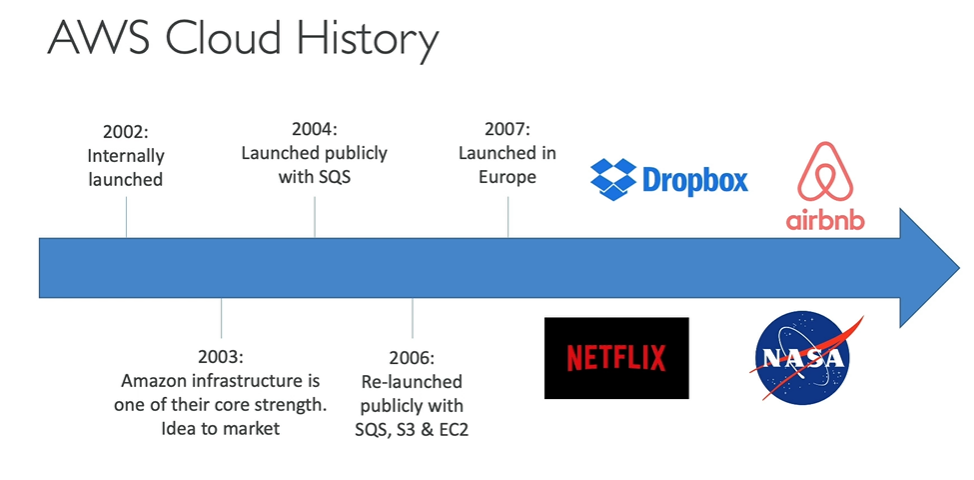 AWS Cloud History
2002:
Internally
launched
2003:
Amazon infrastructure is
one of their core strength.
Idea to market
2004:
Launched publicly
with SQS
2006:
Re-launched
publicly with
SQS, S3 & EC2
2007:
Launched in
Europe
Dropbox
airbnb
NETFLIX
NASA